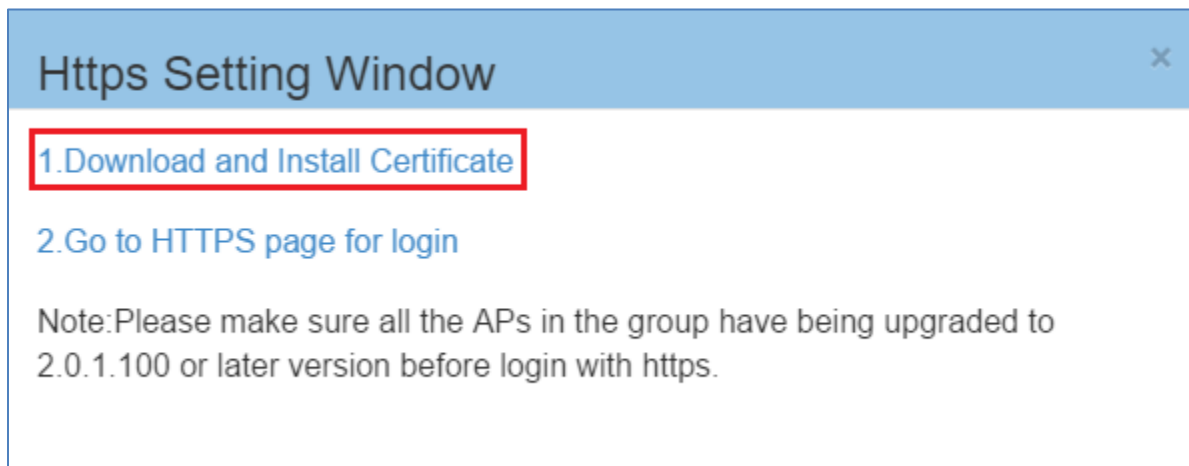 Https Setting Window
×
1.Download and Install Certificate
2.Go to HTTPS page for login
Note:Please make sure all the APs in the group have being upgraded to
2.0.1.100 or later version before login with https.